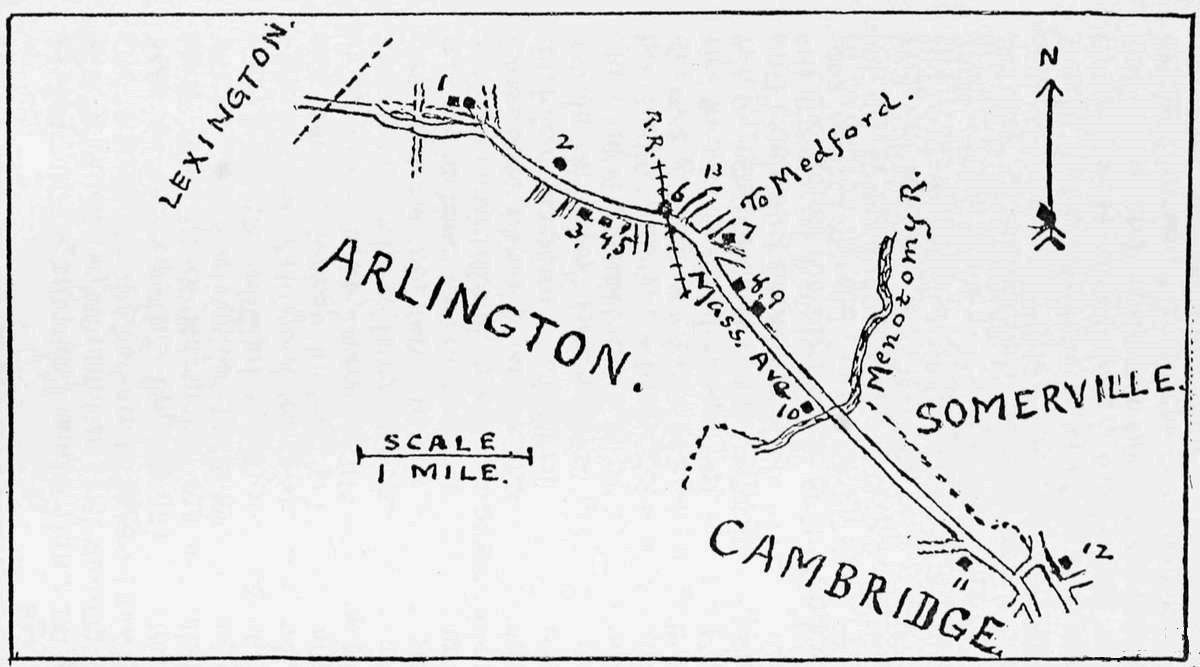 LEXINGTON.
1
2
3.
4.
5
R.R.
6
13
To Medford.
7
8.
9
Mass. Ave
Menotomy R.
N
ARLINGTON.
10
SOMERVILLE.
SCALE
1 MILE.
CAMBRIDGE
11
12